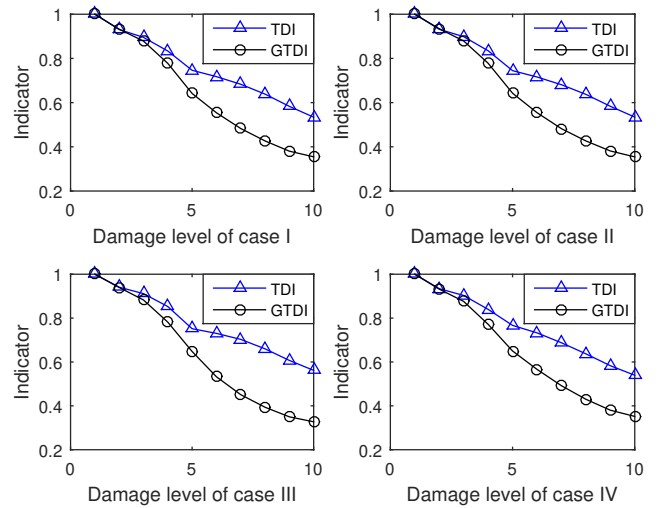 Indicator
1
0.8
0.6
0.4
0.2
0
5
10
TDI
GTDI
Damage level of case I
Indicator
1
0.8
0.6
0.4
0.2
0
5
10
TDI
GTDI
Damage level of case II
Indicator
1
0.8
0.6
0.4
0.2
0
5
10
TDI
GTDI
Damage level of case III
Indicator
1
0.8
0.6
0.4
0.2
0
5
10
TDI
GTDI
Damage level of case IV